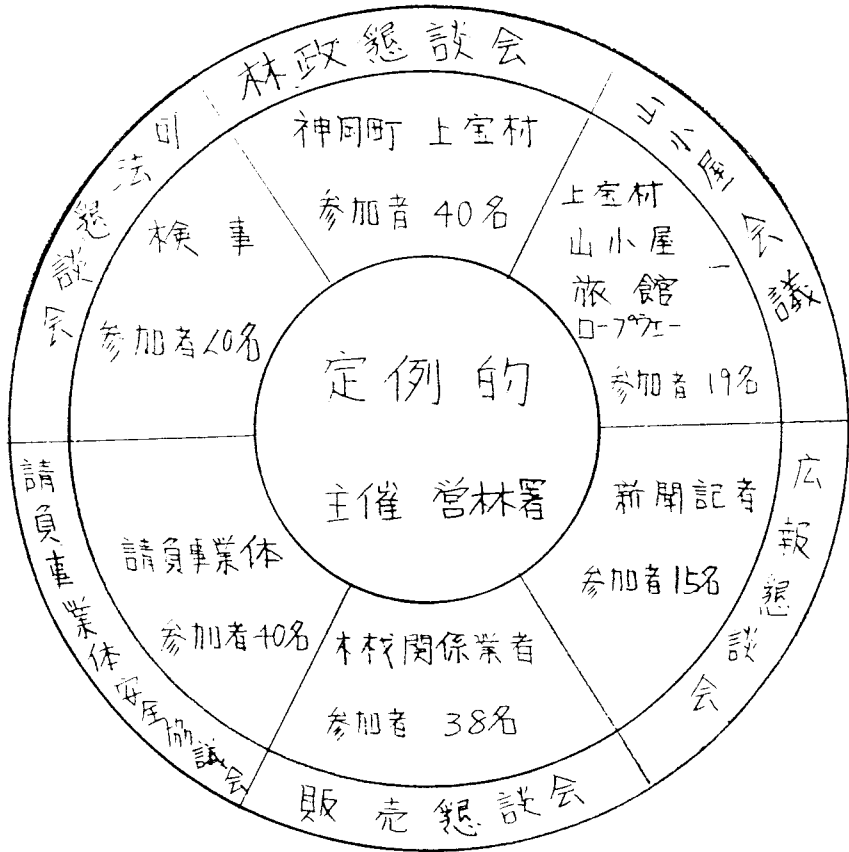 林政懇談会
神岡町 上宝村
参加者 40名
山小屋会議
上宝村
山小屋
旅館
ロープウェー
参加者 19名
広報懇談会
新聞記者
参加者 15名
販売懇談会
木材関係業者
参加者 38名
請負事業体安全協議会
請負事業体
参加者 40名
司法懇談会
検事
参加者
定例的
主催 営林署